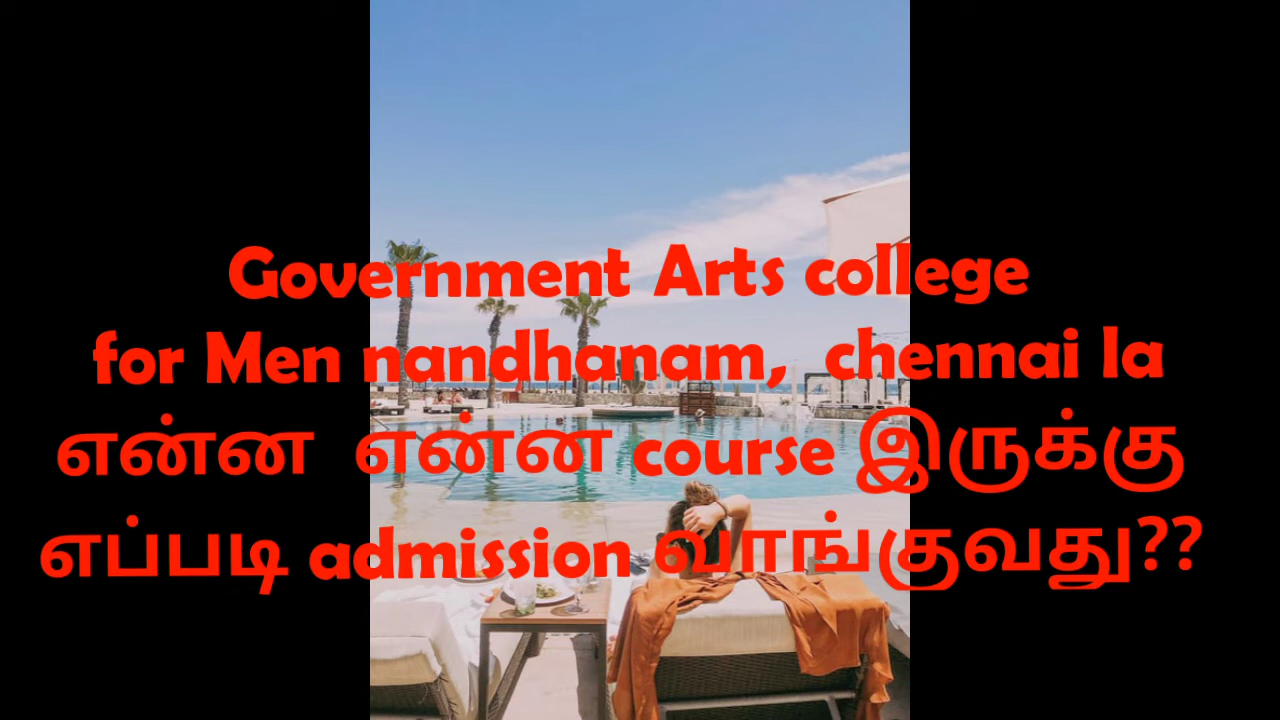 Government Arts college
for Men nandhanam, chennai la
என்ன என்ன course இருக்கு
எப்படி admission வாங்குவது??